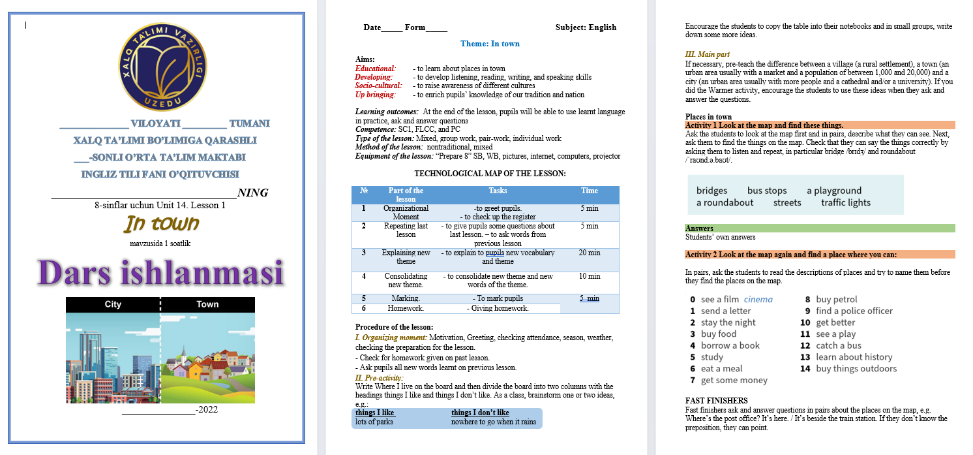 XALQ TALIMI VAZIRLIGI
UZEDU
____________ VILOYATI ________ TUMANI
XALQ TA'LIMI BO'LIMIGA QARASHLI
___-SONLI O'RTA TA'LIM MAKTABI
INGLIZ TILI FANI O'QITUVCHISI
______________________________NING
8-sinflar uchun Unit 14. Lesson 1
In town
mavzusida 1 soatlik
Dars ishlanmasi
City Town
________________-2022
Date_____ Form_____ Subject: English
Theme: In town
Aims:
Educational: - to learn about places in town
Developing: - to develop listening, reading, writing, and speaking skills
Socio-cultural: - to raise awareness of different cultures
Up bringing: - to enrich pupils' knowledge of our tradition and nation
Learning outcomes: At the end of the lesson, pupils will be able to use learnt language
in practice, ask and answer questions
Competence: SC1, FLCC, and PC
Type of the lesson: Mixed, group work, pair-work, individual work
Method of the lesson: nontraditional, mixed
Equipment of the lesson: "Prepare 8" SB, WB, pictures, internet, computers, projector
TECHNOLOGICAL MAP OF THE LESSON:
№ Part of the lesson Tasks Time
1 Organizational Moment -to greet pupils. - to check up the register 5 min
2 Repeating last lesson - to give pupils some questions about last lesson. – to ask words from previous lesson 5 min
3 Explaining new theme - to explain to pupils new vocabulary and theme 20 min
4 Consolidating new theme. - to consolidate new theme and new words of the theme. 10 min
5 Marking. - To mark pupils 5 min
6 Homework. - Giving homework.
Procedure of the lesson:
I. Organizing moment: Motivation, Greeting, checking attendance, season, weather,
checking the preparation for the lesson.
- Check for homework given on past lesson.
- Ask pupils all new words learnt on previous lesson.
II. Pre-activity:
Write Where I live on the board and then divide the board into two columns with the
headings things I like and things I don't like. As a class, brainstorm one or two ideas,
e.g.:
things I like things I don't like
lots of parks nowhere to go when it rains
Encourage the students to copy the table into their notebooks and in small groups, write
down some more ideas.
III. Main part
If necessary, pre-teach the difference between a village (a rural settlement), a town (an
urban area usually with a market and a population of between 1,000 and 20,000) and a
city (an urban area usually with more people and a cathedral and/or a university). If you
did the Warmer activity, encourage the students to use these ideas when they ask and
answer the questions.
Places in town
Activity 1 Look at the map and find these things.
Ask the students to look at the map first and in pairs, describe what they can see. Next,
ask them to find the things on the map. Check that they can say the things correctly by
asking them to listen and repeat, in particular bridge /brɪdʒ/ and roundabout
/ˈraʊnd.ə.baʊt/.
bridges bus stops a playground
a roundabout streets traffic lights
Answers
Students' own answers
Activity 2 Look at the map again and find a place where you can:
In pairs, ask the students to read the descriptions of places and try to name them before
they find the places on the map.
0 see a film cinema 8 buy petrol
1 send a letter 9 find a police officer
2 stay the night 10 get better
3 buy food 11 see a play
4 borrow a book 12 catch a bus
5 study 13 learn about history
6 eat a meal 14 buy things outdoors
7 get some money
FAST FINISHERS
Fast finishers ask and answer questions in pairs about the places on the map, e.g.
Where's the post office? It's here. / It's beside the train station. If they don't know the
preposition, they can point.